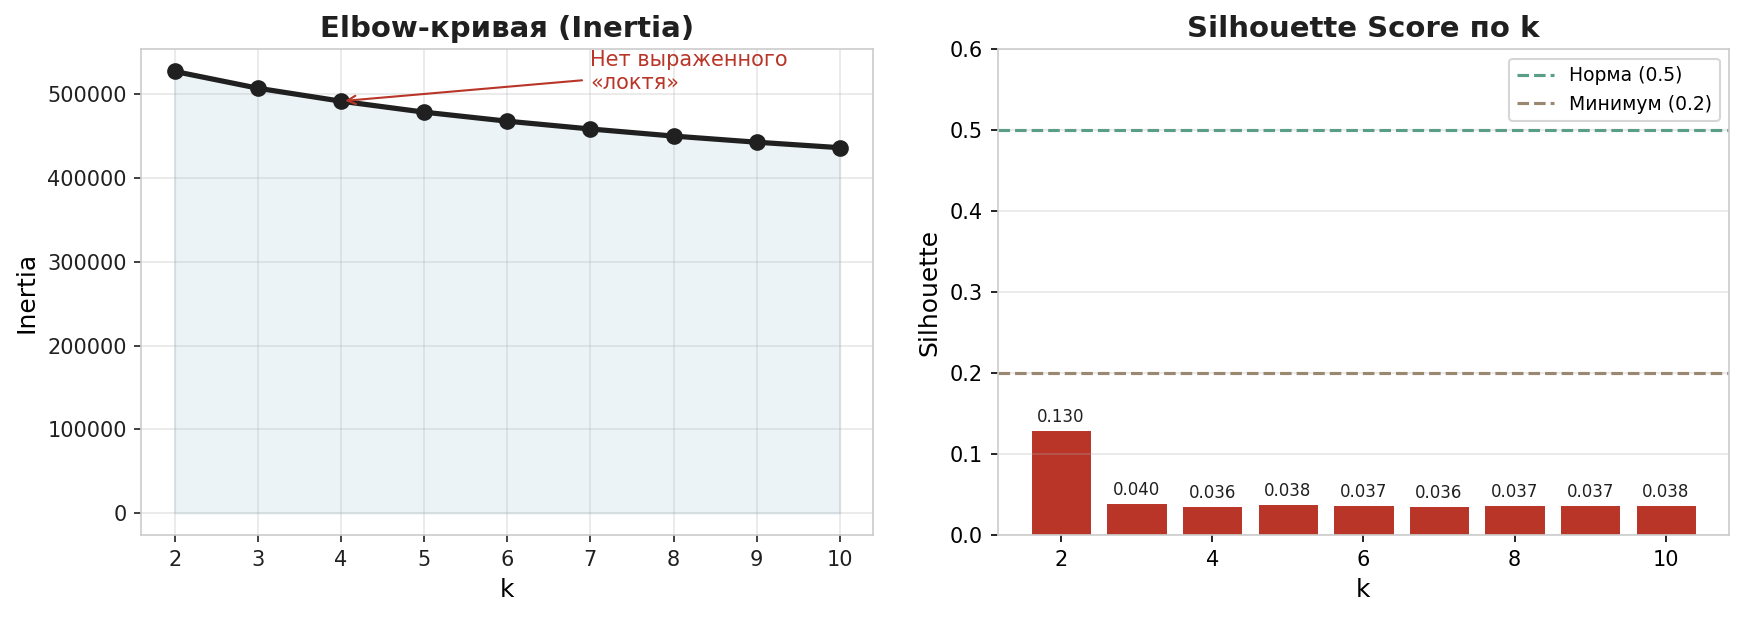 Elbow-кривая (Inertia)
Нет выраженного
«локтя»
500000
400000
300000
200000
100000
0
Inertia
2 3 4 5 6 7 8 9 10
k
Silhouette Score по k
Норма (0.5)
Минимум (0.2)
0.6
0.5
0.4
0.3
0.2
0.1
0.0
Silhouette
0.130 0.040 0.036 0.038 0.037 0.036 0.037 0.037 0.038
2 4 6 8 10
k